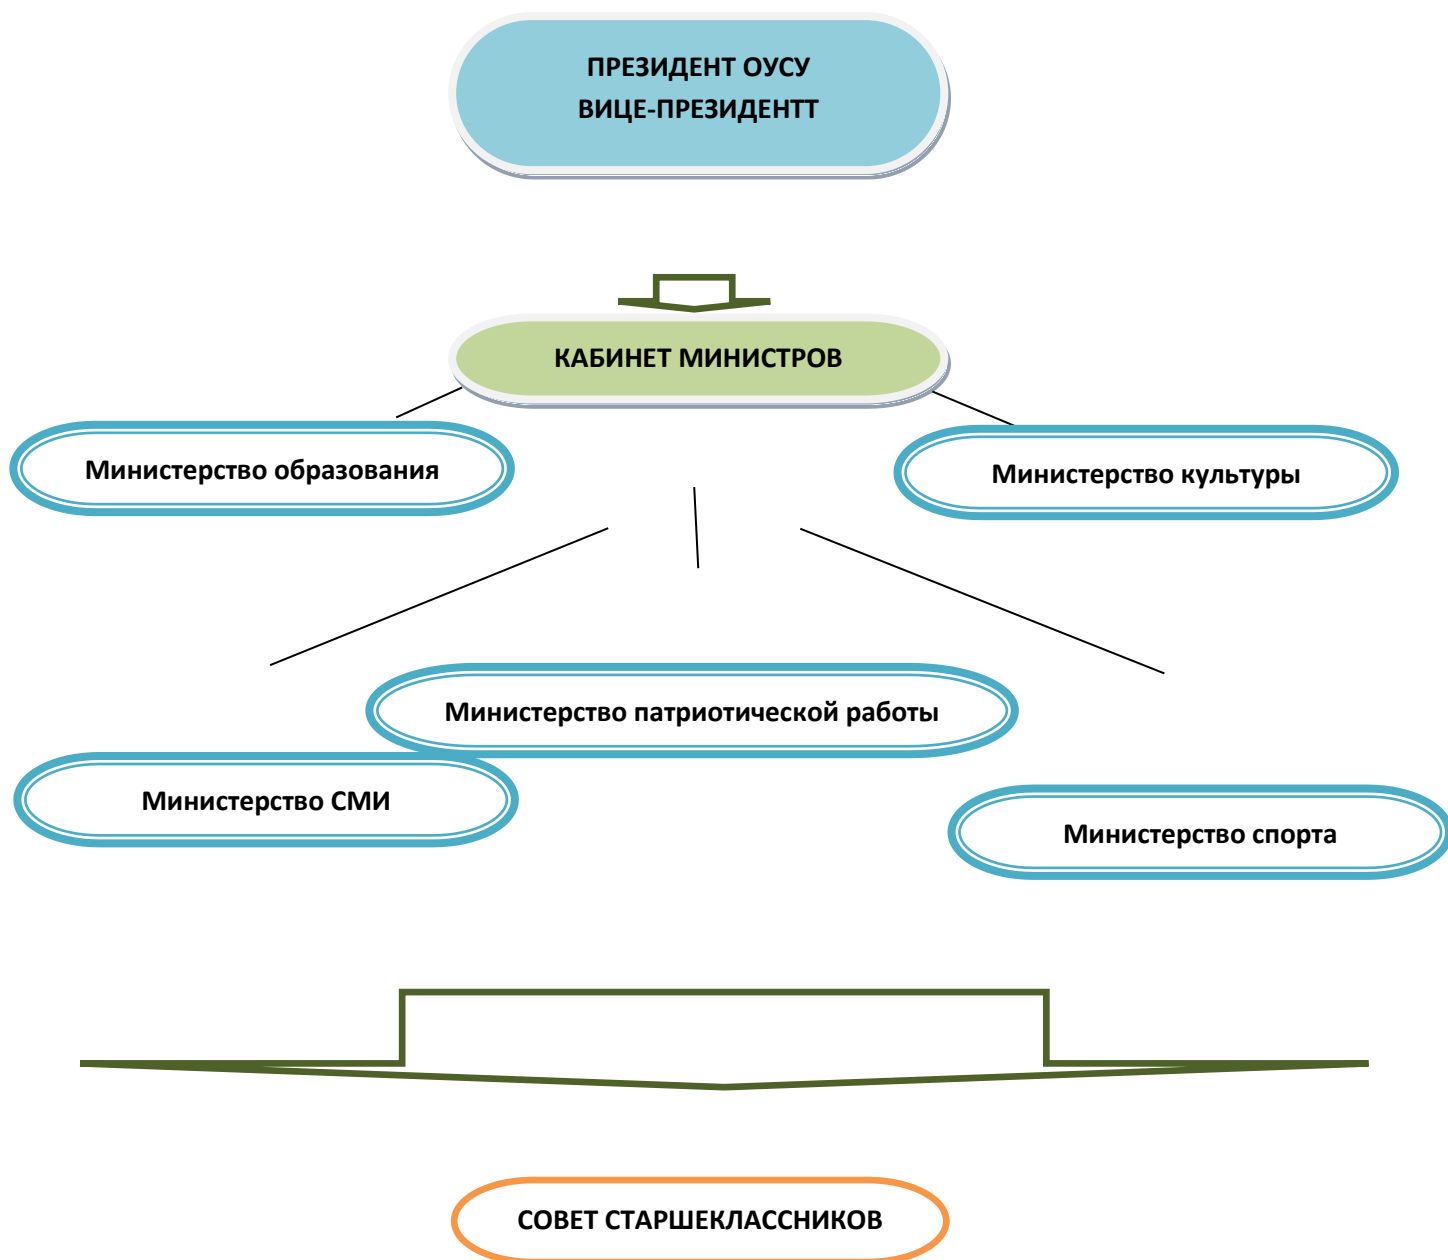 ПРЕЗИДЕНТ ОУСУ
ВИЦЕ-ПРЕЗИДЕНТТ
КАБИНЕТ МИНИСТРОВ
Министерство образования
Министерство культуры
Министерство патриотической работы
Министерство СМИ
Министерство спорта
СОВЕТ СТАРШЕКЛАССНИКОВ